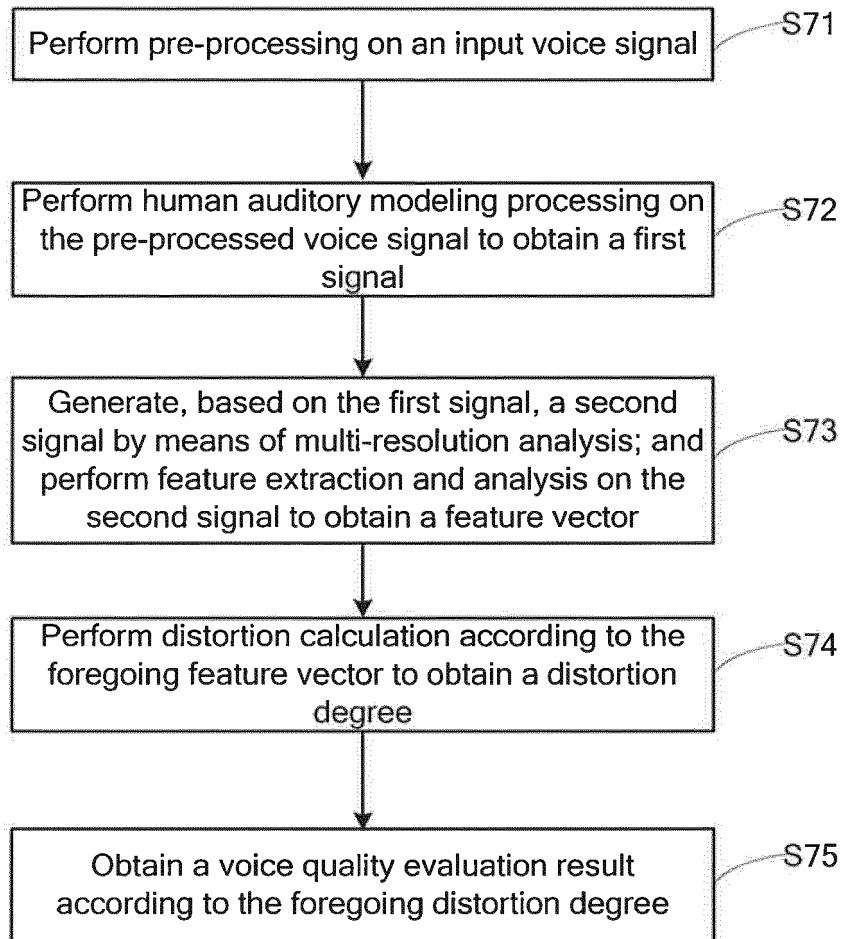 Perform pre-processing on an input voice signal
S71
Perform human auditory modeling processing on
the pre-processed voice signal to obtain a first
signal
S72
Generate, based on the first signal, a second
signal by means of multi-resolution analysis; and
perform feature extraction and analysis on the
second signal to obtain a feature vector
S73
Perform distortion calculation according to the
foregoing feature vector to obtain a distortion
degree
S74
Obtain a voice quality evaluation result
according to the foregoing distortion degree
S75